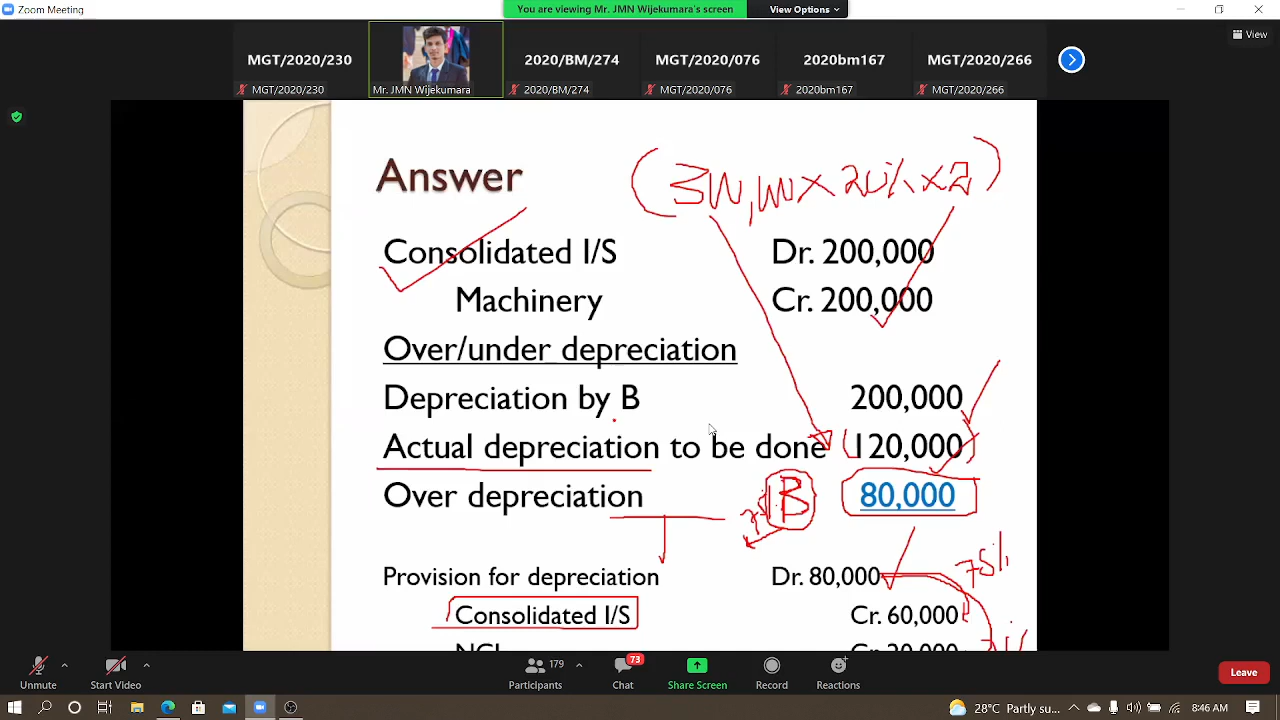 Zoom Meeting
You are viewing Mr. JMN Wijekumara's screen
View Options
View
MGT/2020/230
2020/BM/274
MGT/2020/076
2020bm167
MGT/2020/266
MGT/2020/230
Mr. JMN Wijekumara
2020/BM/274
MGT/2020/076
2020bm167
MGT/2020/266
Answer
× 20% × 2)
Consolidated I/S Dr. 200,000
Machinery Cr. 200,000
Over/under depreciation
Depreciation by B 200,000
Actual depreciation to be done (120,000)
Over depreciation B 80,000
75%
Provision for depreciation Dr. 80,000
Consolidated I/S Cr. 60,000
Unmute
Start Video
179
Participants
73
Chat
Share Screen
Record
Reactions
Leave
28°C Partly su...
8:46 AM